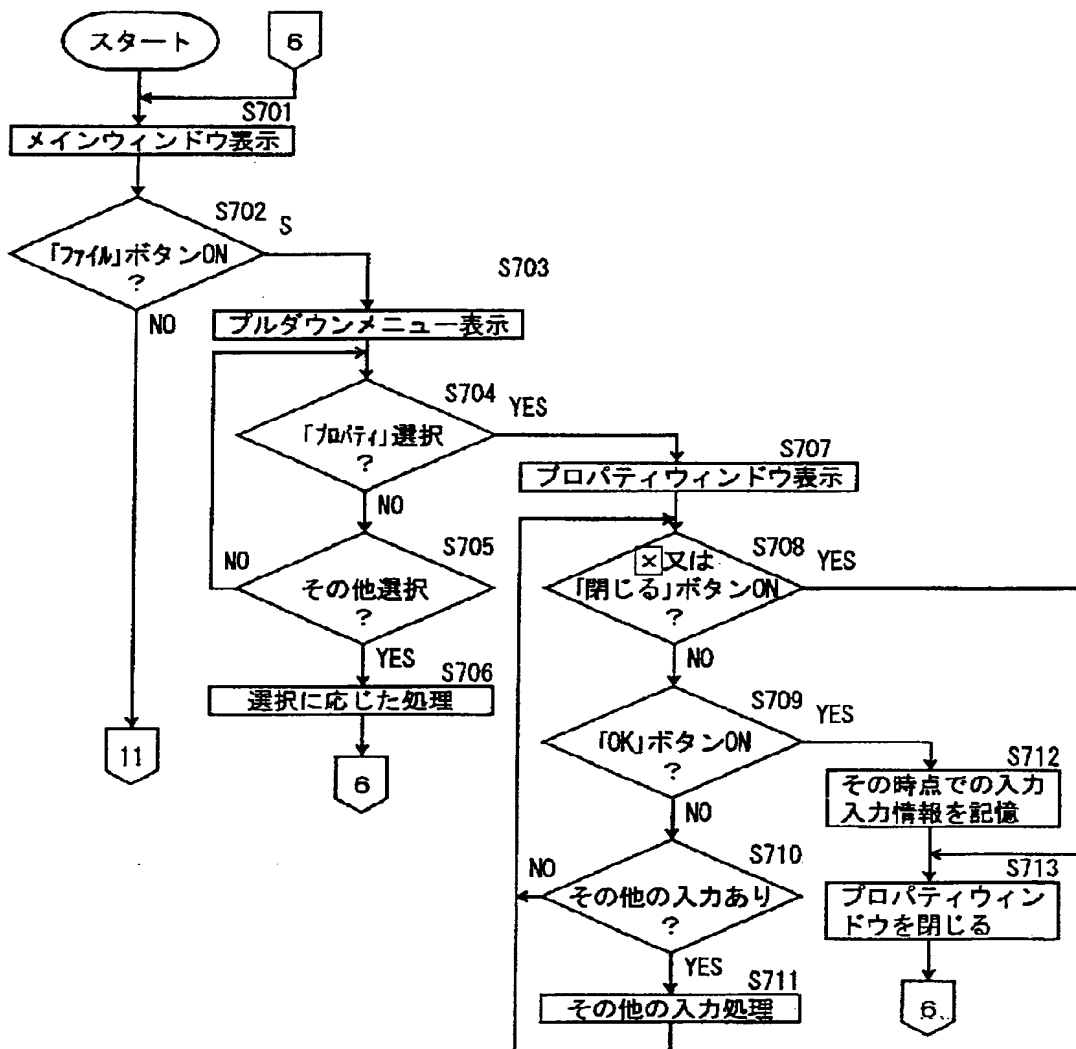 スタート
6
S701
メインウィンドウ表示
S702
S
「ファイル」ボタンON
?
NO
S703
プルダウンメニュー表示
S704
YES
「プロパティ」選択
?
NO
S707
プロパティウィンドウ表示
S705
NO
その他選択
?
YES
S708
YES
×又は
「閉じる」ボタンON
?
NO
S706
選択に応じた処理
11
6
S709
YES
「OK」ボタンON
?
NO
S712
その時点での入力
入力情報を記憶
S710
NO
その他の入力あり
?
YES
S713
プロパティウィン
ドウを閉じる
S711
その他の入力処理
6